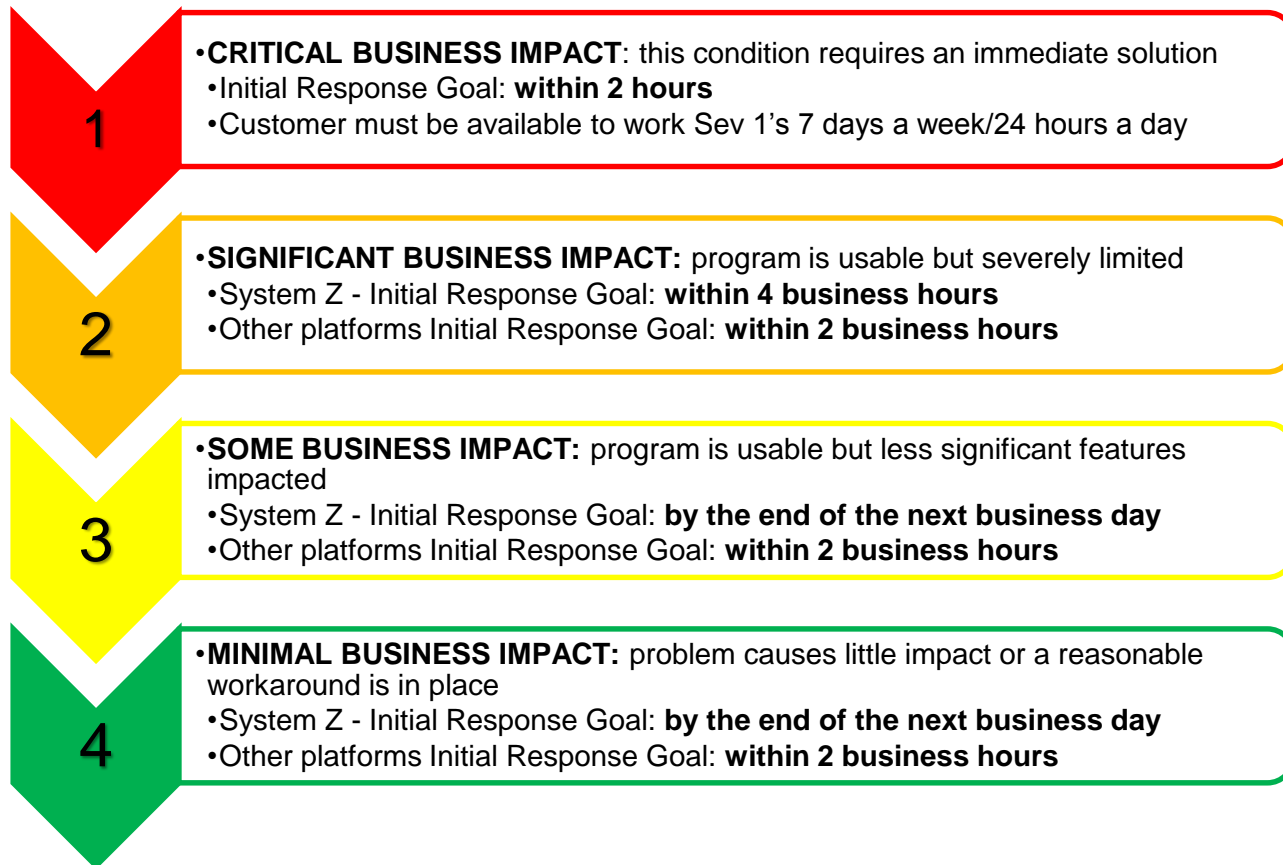 1
•CRITICAL BUSINESS IMPACT: this condition requires an immediate solution
•Initial Response Goal: within 2 hours
•Customer must be available to work Sev 1’s 7 days a week/24 hours a day
2
•SIGNIFICANT BUSINESS IMPACT: program is usable but severely limited
•System Z - Initial Response Goal: within 4 business hours
•Other platforms Initial Response Goal: within 2 business hours
3
•SOME BUSINESS IMPACT: program is usable but less significant features
impacted
•System Z - Initial Response Goal: by the end of the next business day
•Other platforms Initial Response Goal: within 2 business hours
4
•MINIMAL BUSINESS IMPACT: problem causes little impact or a reasonable
workaround is in place
•System Z - Initial Response Goal: by the end of the next business day
•Other platforms Initial Response Goal: within 2 business hours